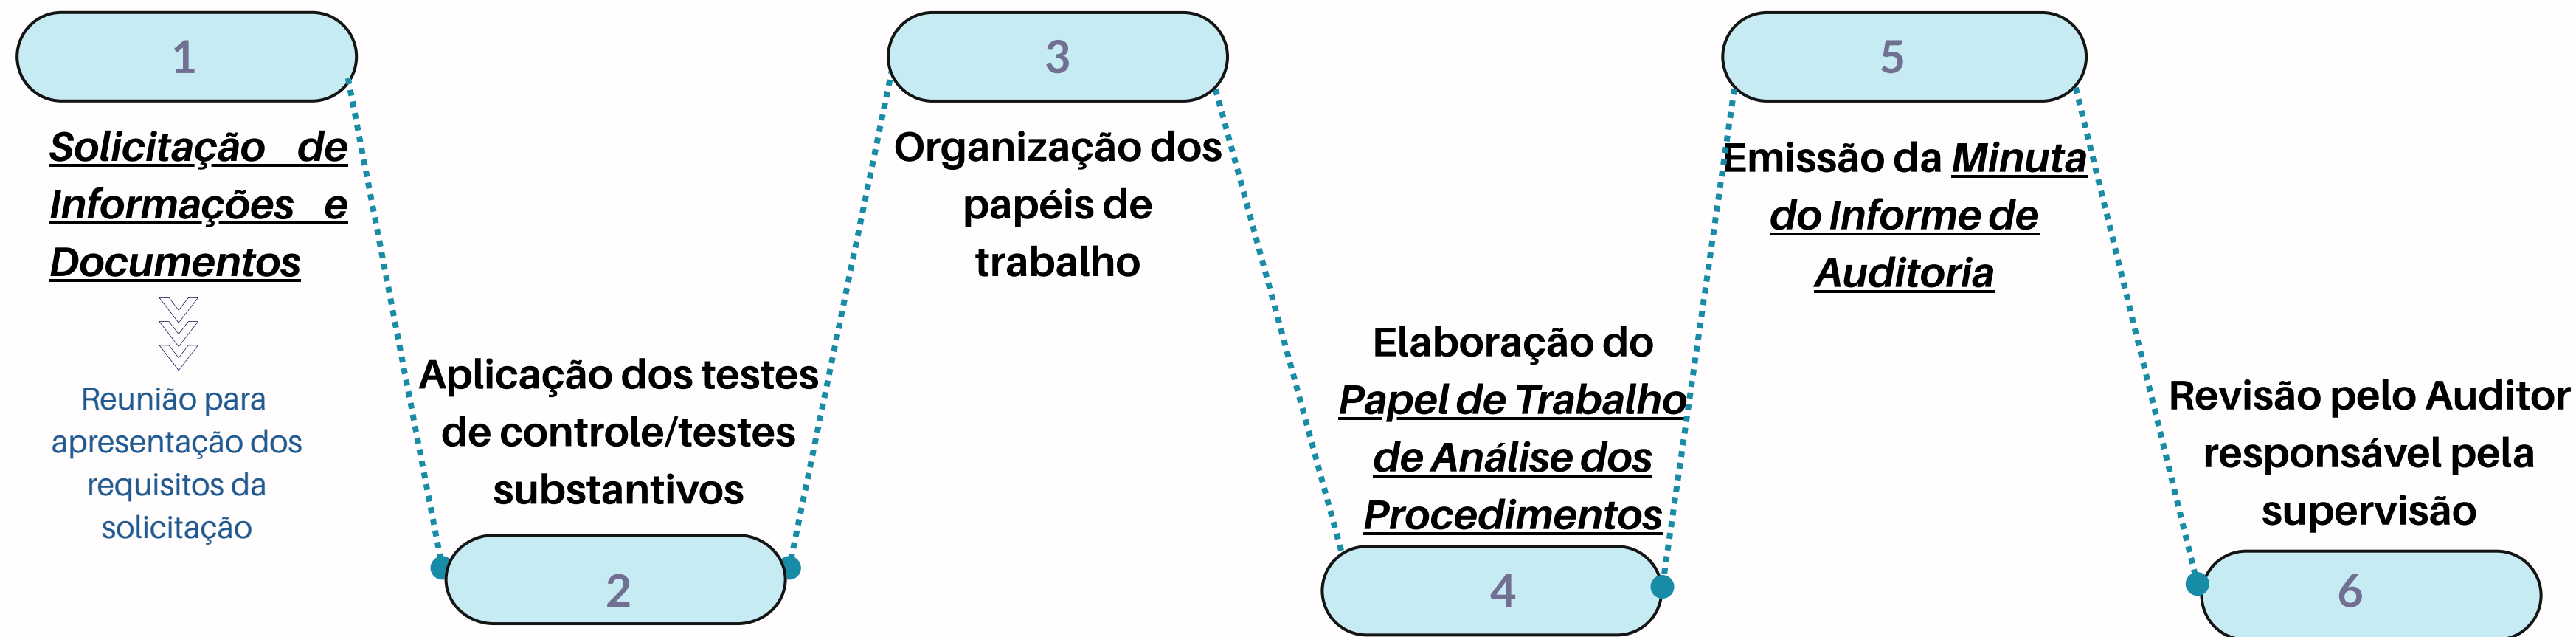 1
Solicitação de
Informações e
Documentos
Reunião para
apresentação dos
requisitos da
solicitação
Aplicação dos testes
de controle/testes
substantivos
2
3
Organização dos
papéis de
trabalho
Elaboração do
Papel de Trabalho
de Análise dos
Procedimentos
4
5
Emissão da Minuta
do Informe de
Auditoria
Revisão pelo Auditor
responsável pela
supervisão
6